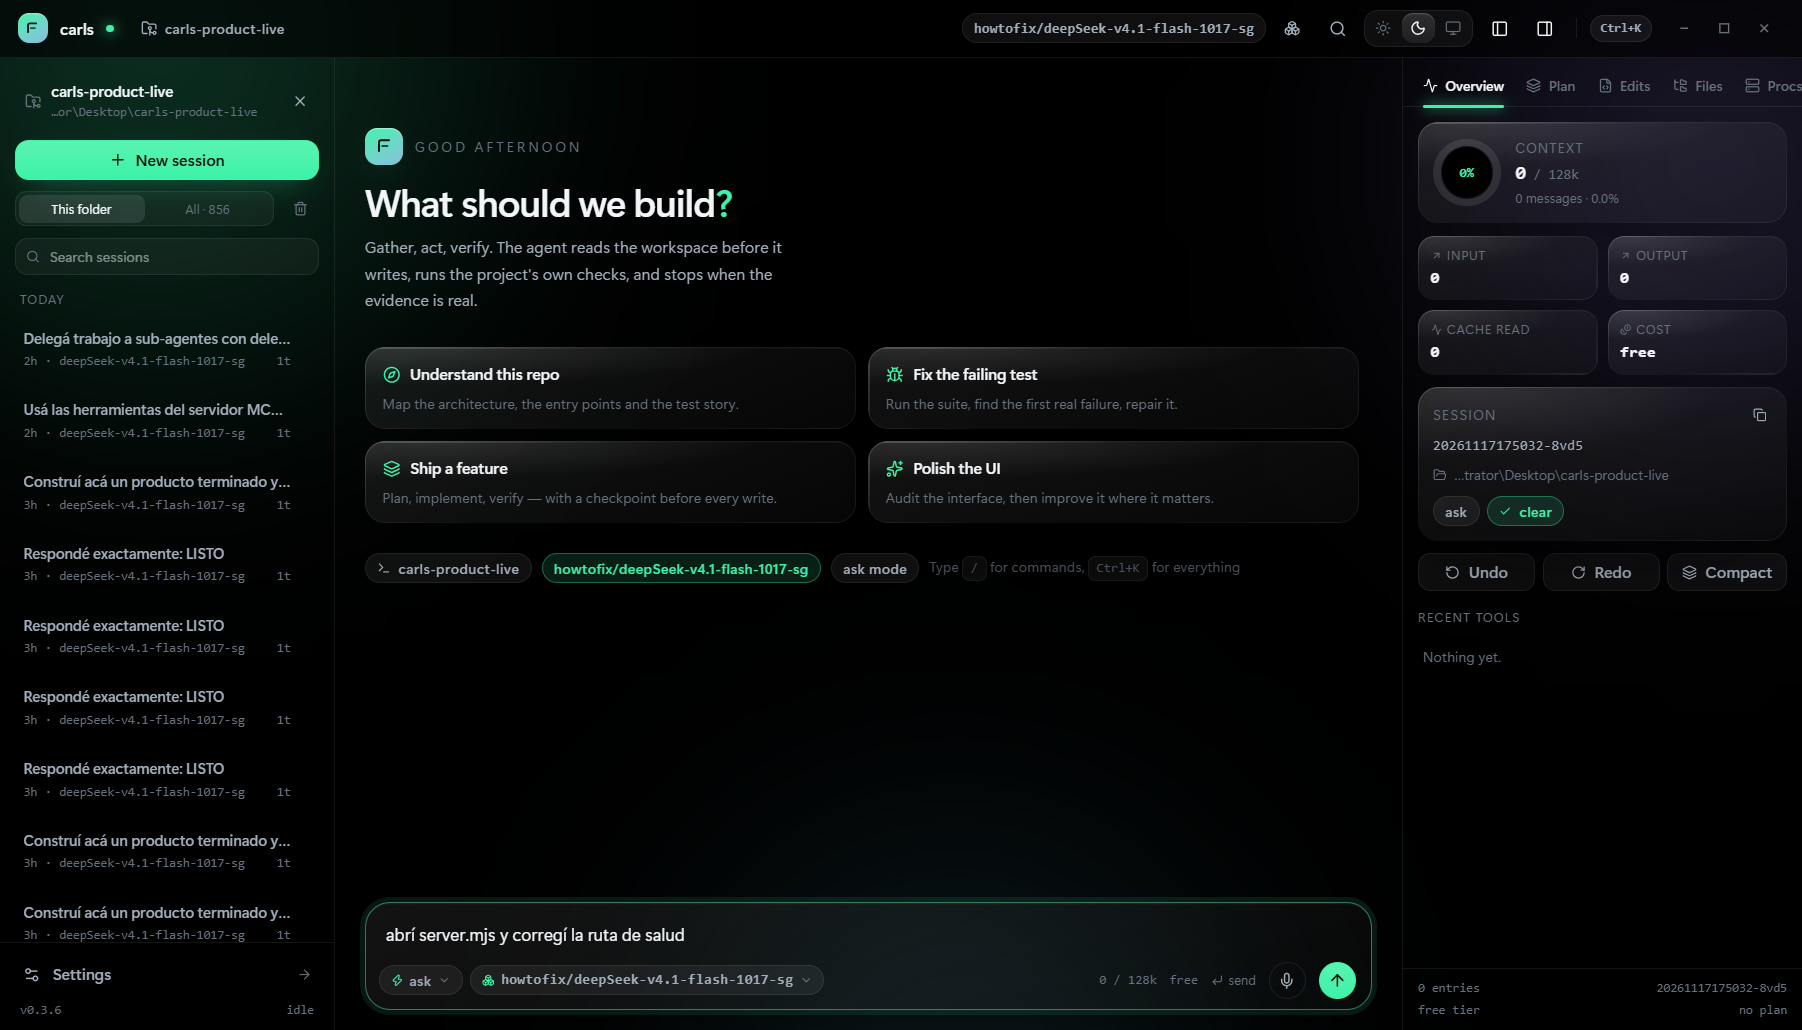 carls
carls-product-live
howtofix/deepSeek-v4.1-flash-1017-sg
Ctrl+K
carls-product-live
…or\Desktop\carls-product-live
New session
This folder
All · 856
Search sessions
TODAY
Delegá trabajo a sub-agentes con dele...
2h · deepSeek-v4.1-flash-1017-sg 1t
Usá las herramientas del servidor MC...
2h · deepSeek-v4.1-flash-1017-sg 1t
Construí acá un producto terminado y...
3h · deepSeek-v4.1-flash-1017-sg 1t
Respondé exactamente: LISTO
3h · deepSeek-v4.1-flash-1017-sg 1t
Respondé exactamente: LISTO
3h · deepSeek-v4.1-flash-1017-sg 1t
Respondé exactamente: LISTO
3h · deepSeek-v4.1-flash-1017-sg 1t
Respondé exactamente: LISTO
3h · deepSeek-v4.1-flash-1017-sg 1t
Construí acá un producto terminado y...
3h · deepSeek-v4.1-flash-1017-sg 1t
Construí acá un producto terminado y...
3h · deepSeek-v4.1-flash-1017-sg 1t
Settings
v0.3.6 idle
GOOD AFTERNOON
What should we build?
Gather, act, verify. The agent reads the workspace before it
writes, runs the project's own checks, and stops when the
evidence is real.
Understand this repo
Map the architecture, the entry points and the test story.
Fix the failing test
Run the suite, find the first real failure, repair it.
Ship a feature
Plan, implement, verify — with a checkpoint before every write.
Polish the UI
Audit the interface, then improve it where it matters.
carls-product-live howtofix/deepSeek-v4.1-flash-1017-sg ask mode Type / for commands, Ctrl+K for everything
abrí server.mjs y corregí la ruta de salud
ask howtofix/deepSeek-v4.1-flash-1017-sg 0 / 128k free send
Overview Plan Edits Files Procs
0%
CONTEXT
0 / 128k
0 messages · 0.0%
INPUT
0
OUTPUT
0
CACHE READ
0
COST
free
SESSION
20261117175032-8vd5
...trator\Desktop\carls-product-live
ask clear
Undo Redo Compact
RECENT TOOLS
Nothing yet.
0 entries 20261117175032-8vd5
free tier no plan